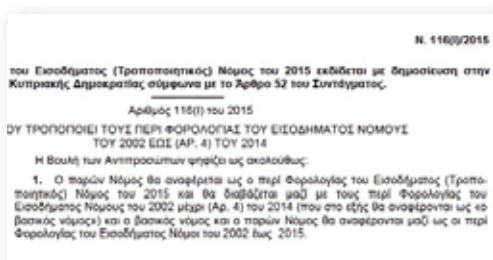 Ν. 116(Ι)/2015
του Εισοδήματος (Τροποποιητικός) Νόμος του 2015 εκδίδεται με δημοσίευση στην
Κυπριακής Δημοκρατίας σύμφωνα με το Άρθρο 52 του Συντάγματος.
Αριθμός 116(Ι) του 2015
ΟΥ ΤΡΟΠΟΠΟΙΕΙ ΤΟΥΣ ΠΕΡΙ ΦΟΡΟΛΟΓΙΑΣ ΤΟΥ ΕΙΣΟΔΗΜΑΤΟΣ ΝΟΜΟΥΣ
ΤΟΥ 2002 ΕΩΣ (ΑΡ. 4) ΤΟΥ 2014
Η Βουλή των Αντιπροσώπων ψηφίζει ως ακολούθως:
1. Ο παρών Νόμος θα αναφέρεται ως ο περί Φορολογίας του Εισοδήματος (Τροπο-
ποιητικός) Νόμος του 2015 και θα διαβάζεται μαζί με τους περί Φορολογίας του
Εισοδήματος Νόμους του 2002 μέχρι (Αρ. 4) του 2014 (που στο εξής θα αναφέρονται ως «ο
βασικός νόμος») και ο βασικός νόμος και ο παρών Νόμος θα αναφέρονται μαζί ως οι περί
Φορολογίας του Εισοδήματος Νόμοι του 2002 έως 2015.